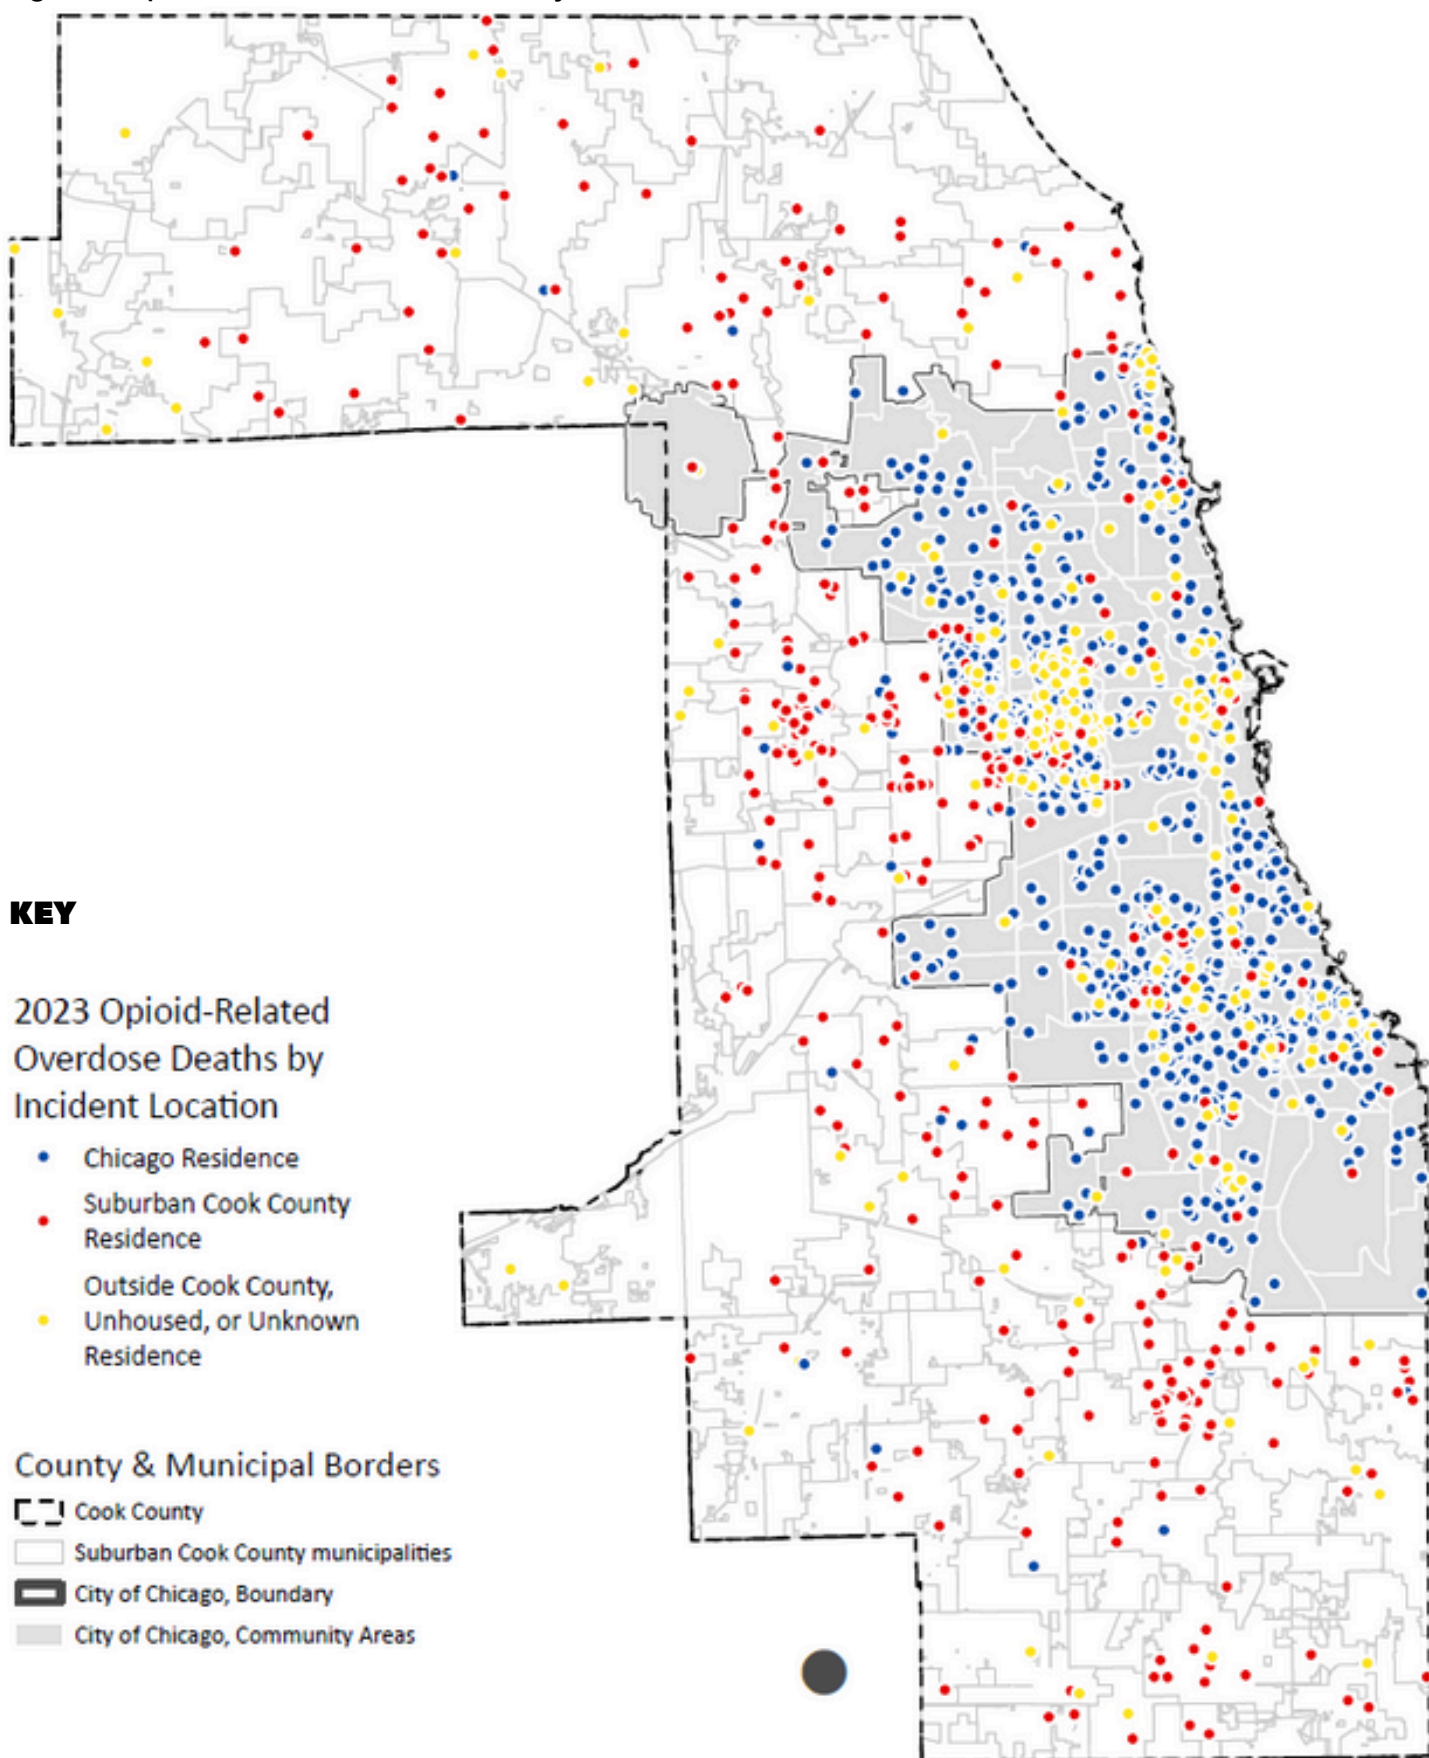 KEY
2023 Opioid-Related
Overdose Deaths by
Incident Location
Chicago Residence
Suburban Cook County
Residence
Outside Cook County,
Unhoused, or Unknown
Residence
County & Municipal Borders
Cook County
Suburban Cook County municipalities
City of Chicago, Boundary
City of Chicago, Community Areas